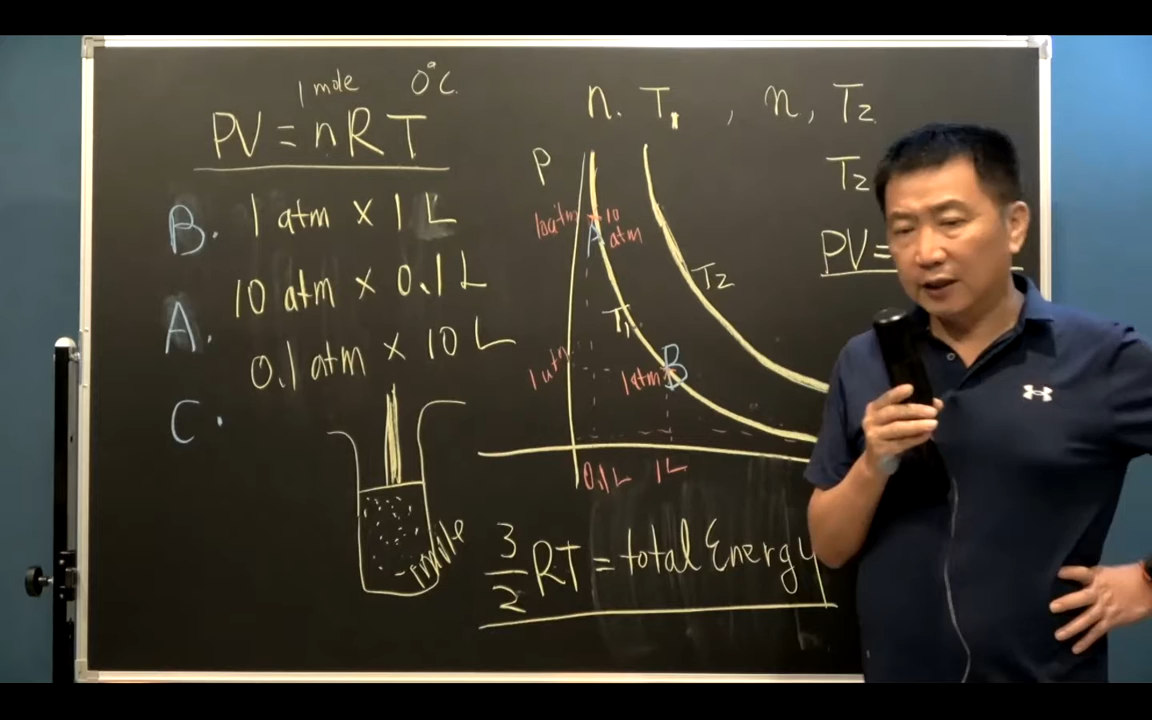 1 mole 0°C.
PV = nRT
B. 1 atm × 1 L
A. 10 atm × 0.1 L
0.1 atm × 10 L
C.
1 mole
n. T₁, n, T₂
T₂
PV=
P
10 atm
A
T₂
T₁
1 atm
1 atm
B
0.1 L 1 L
3/2 RT = total Energy